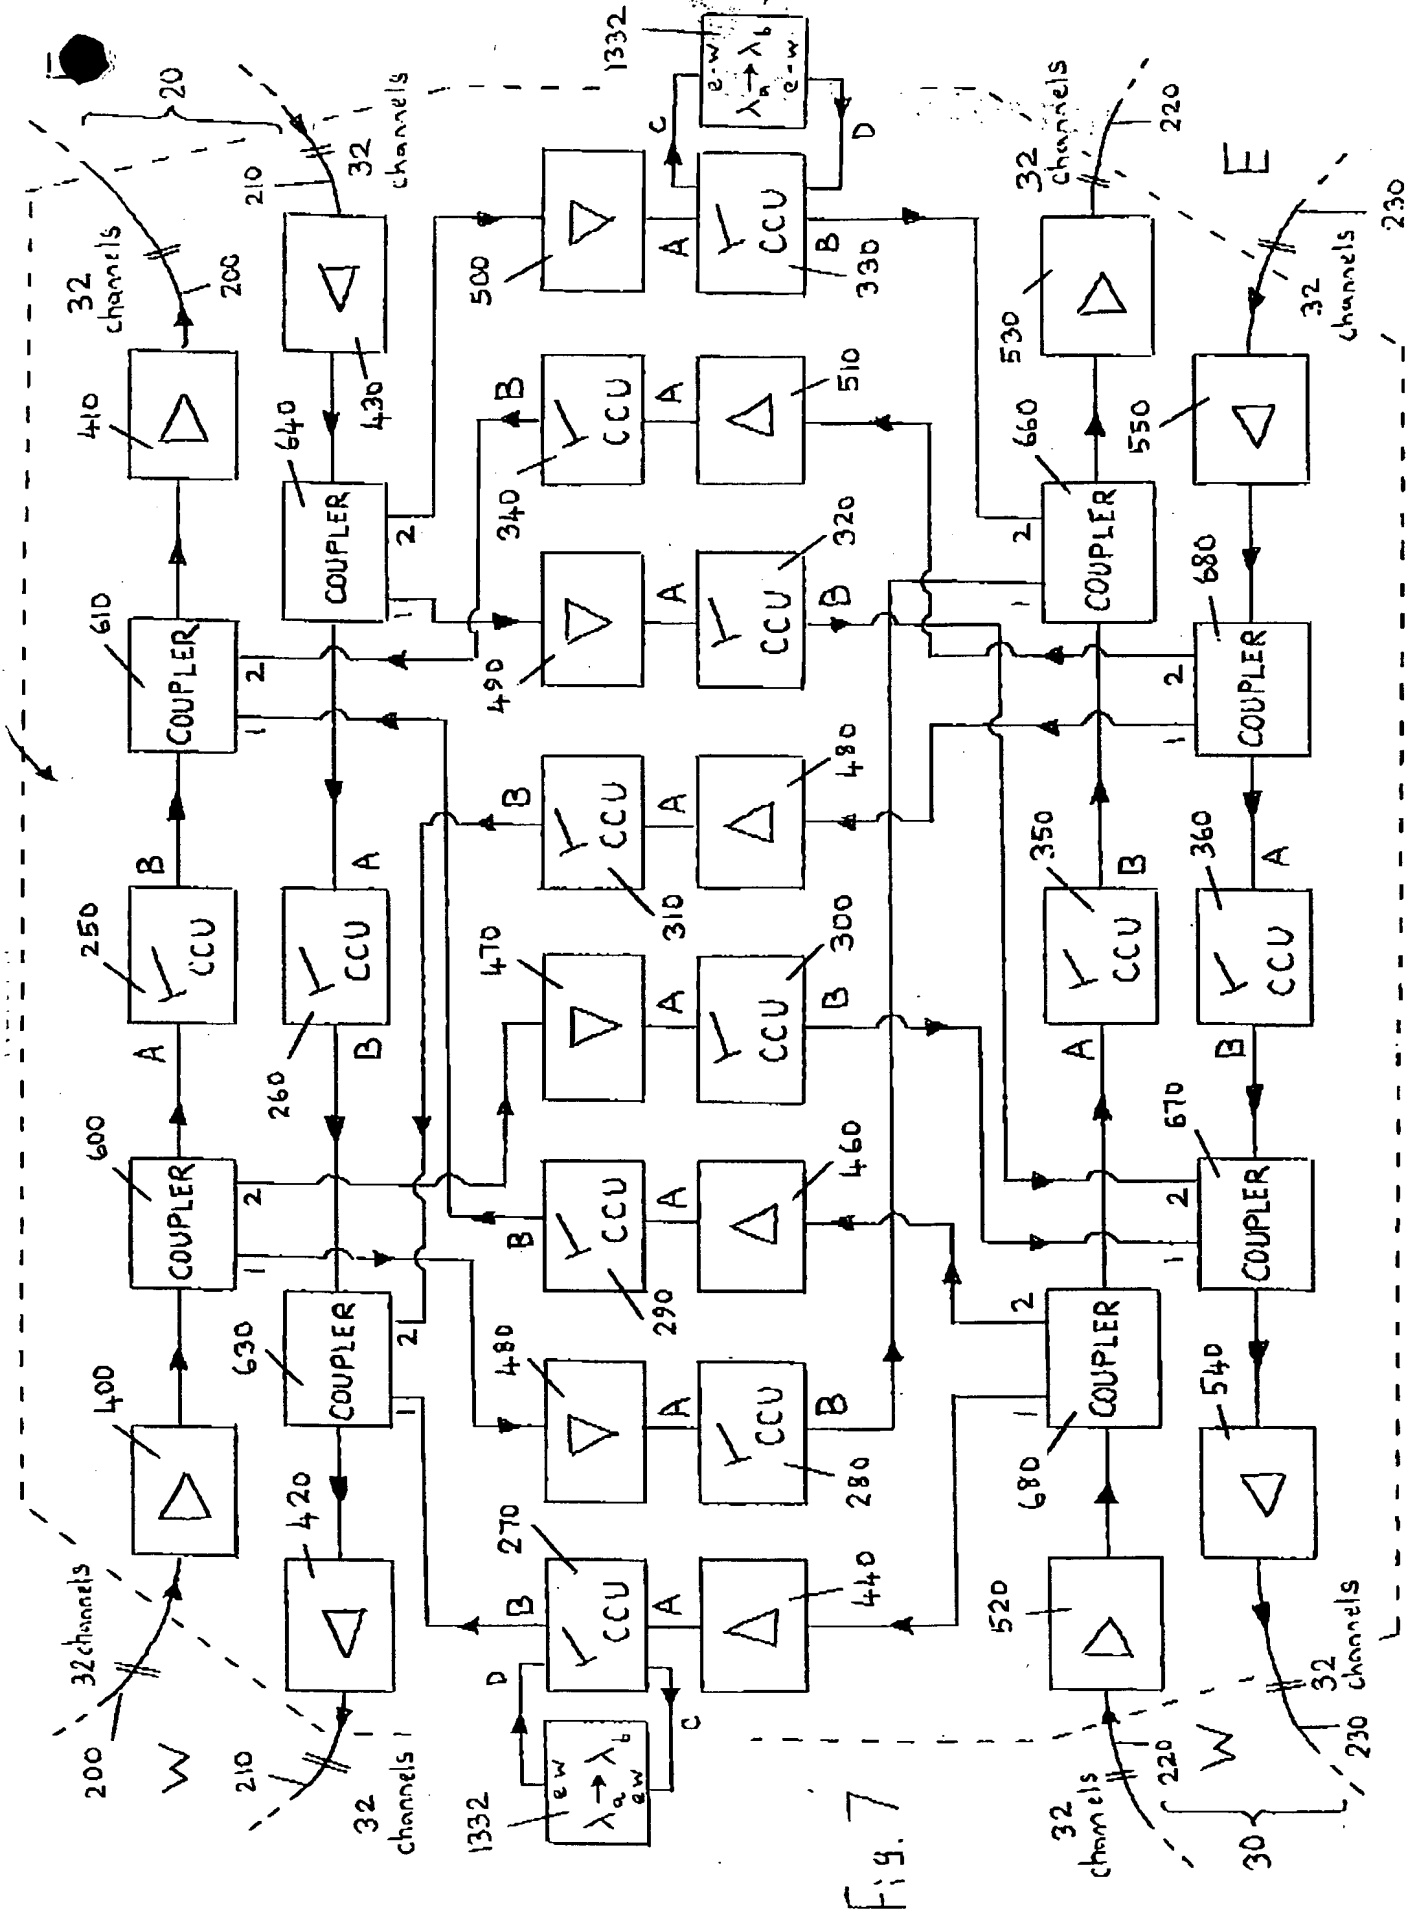 32 channels
200
W
400
600
COUPLER
1
2
A
250
CCU
B
610
COUPLER
1
2
410
32
channels
200
20
E
210
32
channels
420
630
COUPLER
1
2
B
260
CCU
A
640
COUPLER
1
2
430
210
32
channels
1332
e w
λa → λb
e w
D
C
270
CCU
B
A
440
480
A
CCU
B
280
B
CCU
290
A
460
470
A
CCU
300
B
B
CCU
310
A
480
490
A
CCU
320
B
B
340
CCU
A
510
500
A
CCU
B
330
C
D
1332
e-w
λa → λb
e-w
Fig. 7
32
channels
220
W
520
680
COUPLER
1
2
A
350
CCU
B
660
COUPLER
1
2
530
32
channels
220
E
30
230
32
channels
540
670
COUPLER
1
2
B
360
CCU
A
680
COUPLER
1
2
550
32
channels
230